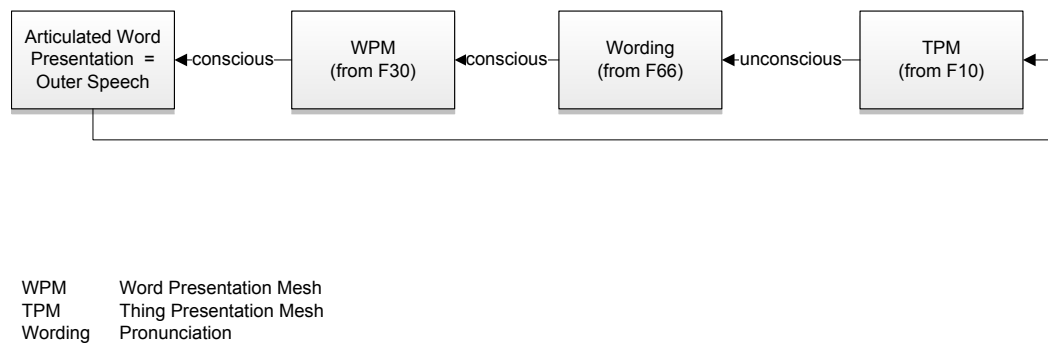 Articulated Word
Presentation =
Outer Speech
conscious
WPM
(from F30)
conscious
Wording
(from F66)
unconscious
TPM
(from F10)
WPM Word Presentation Mesh
TPM Thing Presentation Mesh
Wording Pronunciation